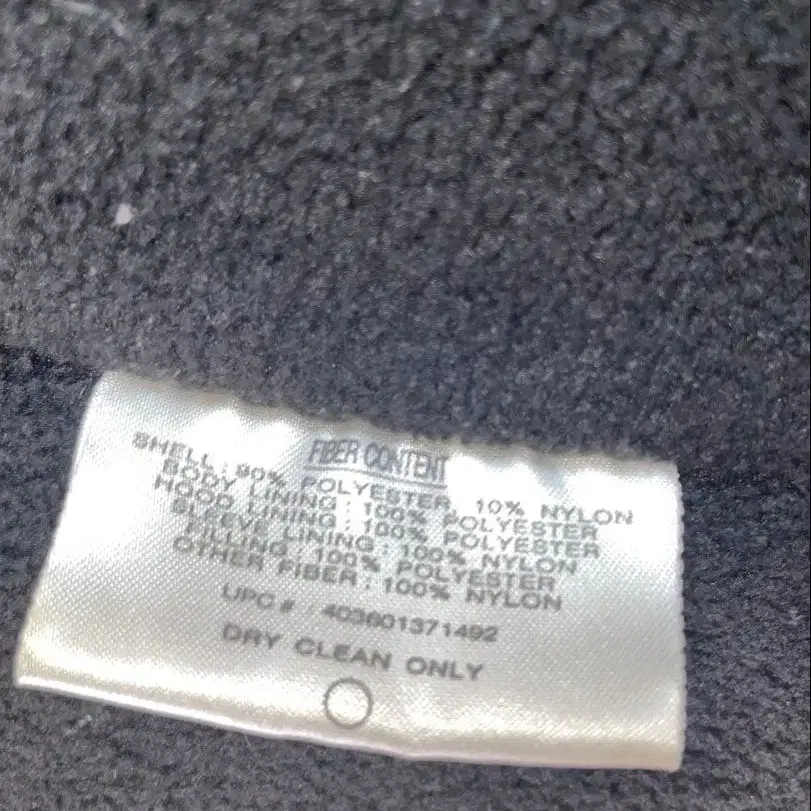 FIBER CONTENT
SHELL : 90% POLYESTER, 10% NYLON
BODY LINING : 100% POLYESTER
HOOD LINING : 100% POLYESTER
SLEEVE LINING : 100% NYLON
FILLING : 100% POLYESTER
OTHER FIBER : 100% NYLON
UPC # : 403601371492
DRY CLEAN ONLY